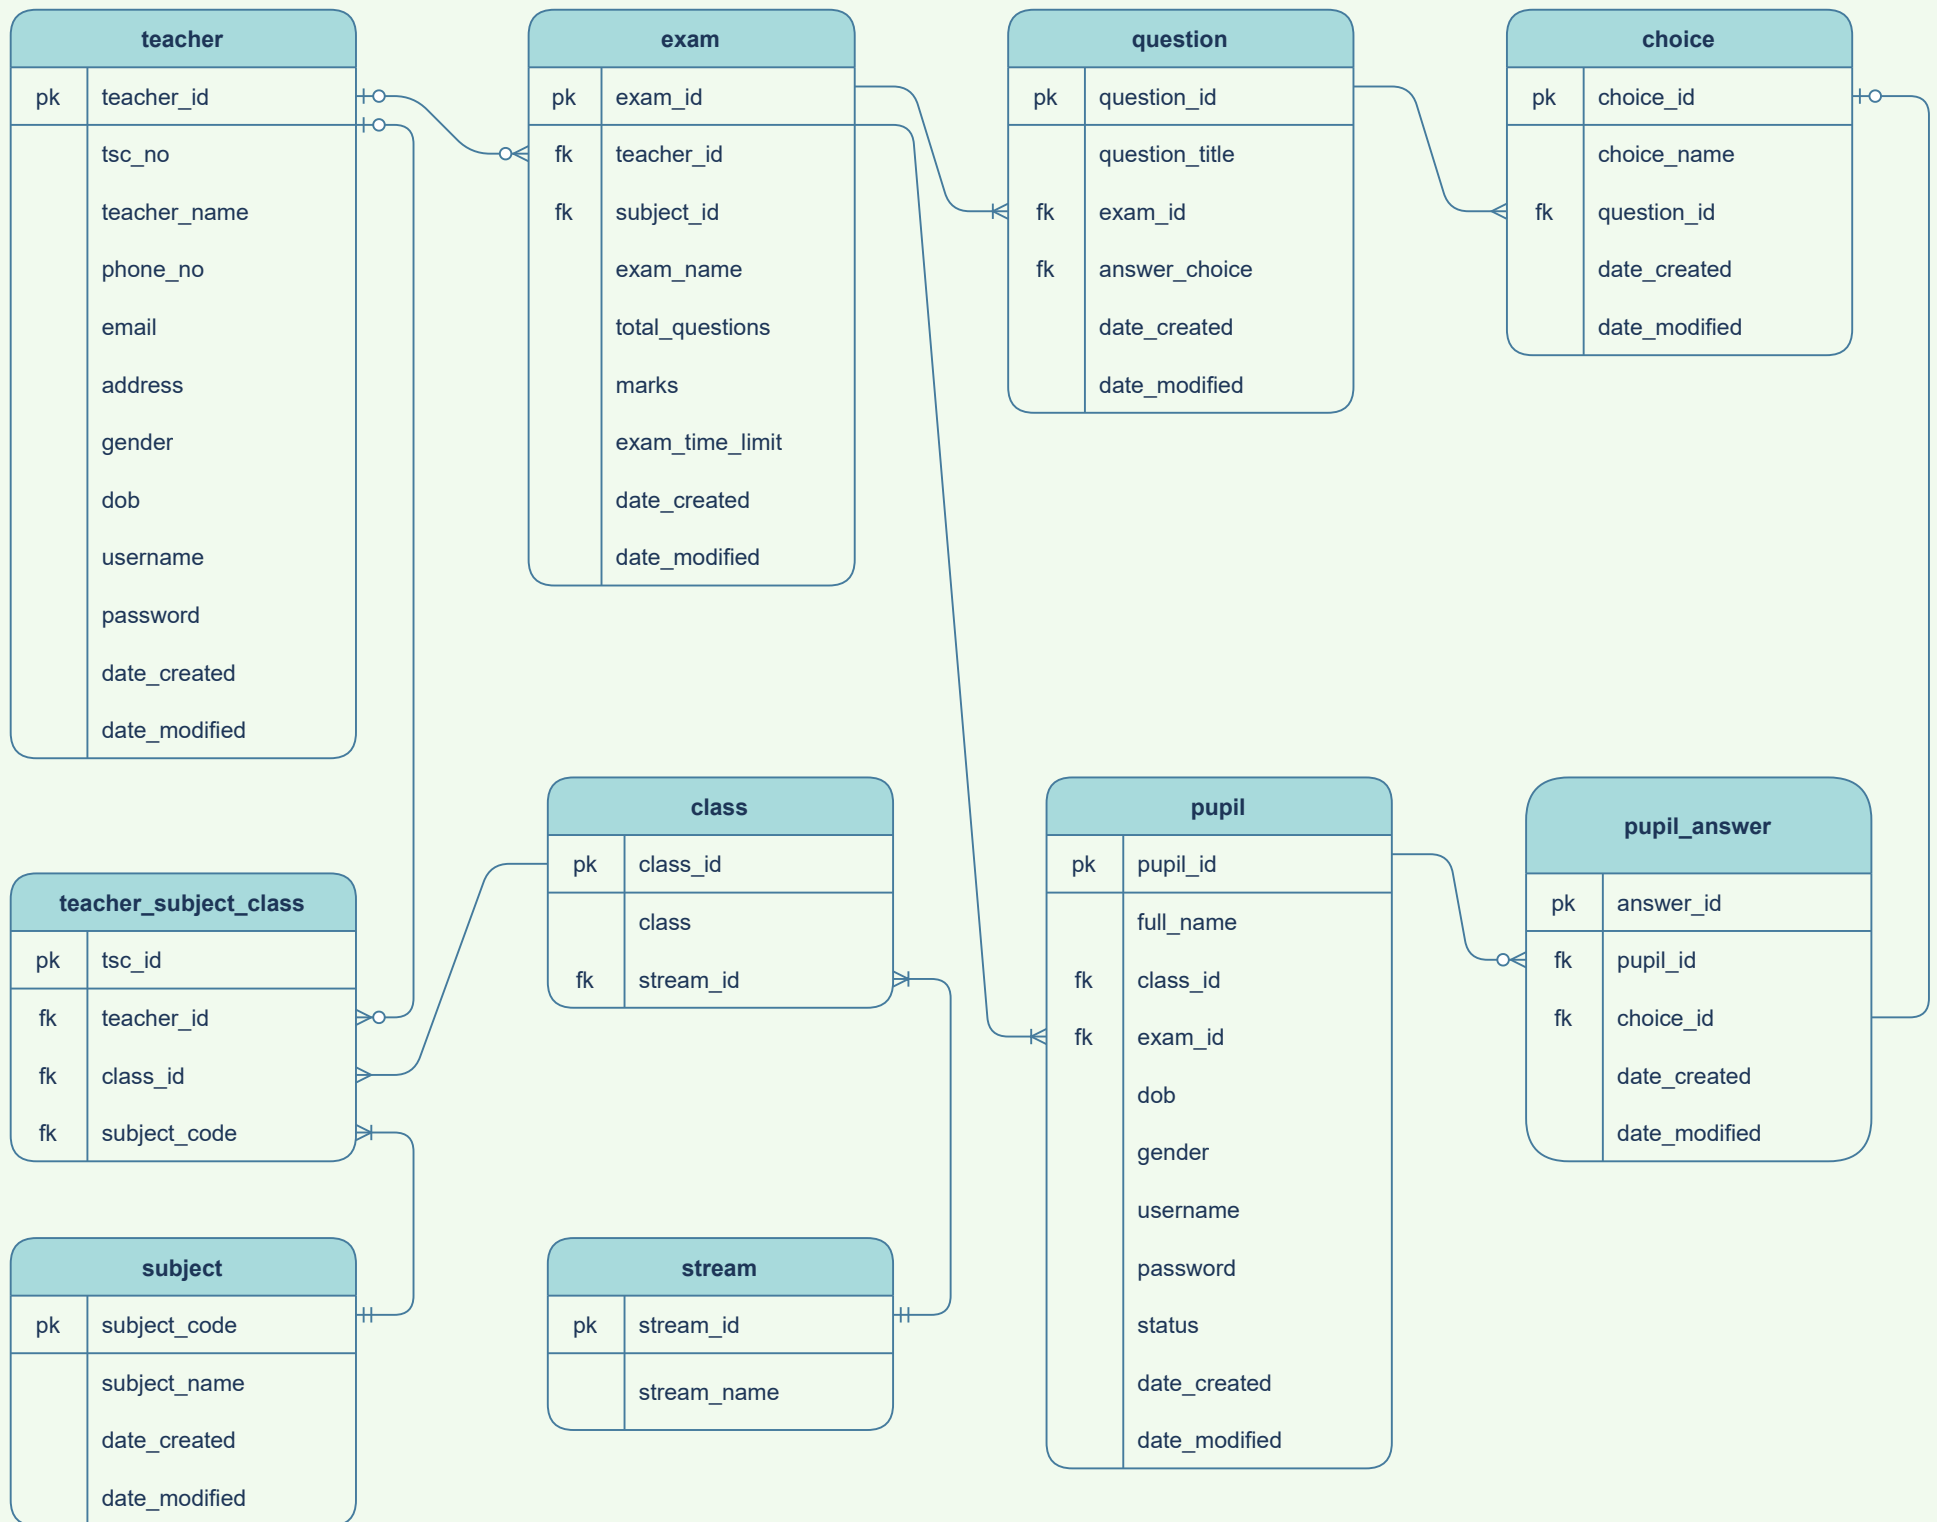 teacher
pk teacher_id
tsc_no
teacher_name
phone_no
email
address
gender
dob
username
password
date_created
date_modified
exam
pk exam_id
fk teacher_id
fk subject_id
exam_name
total_questions
marks
exam_time_limit
date_created
date_modified
question
pk question_id
question_title
fk exam_id
fk answer_choice
date_created
date_modified
choice
pk choice_id
choice_name
fk question_id
date_created
date_modified
teacher_subject_class
pk tsc_id
fk teacher_id
fk class_id
fk subject_code
class
pk class_id
class
fk stream_id
pupil
pk pupil_id
full_name
fk class_id
fk exam_id
dob
gender
username
password
status
date_created
date_modified
pupil_answer
pk answer_id
fk pupil_id
fk choice_id
date_created
date_modified
subject
pk subject_code
subject_name
date_created
date_modified
stream
pk stream_id
stream_name